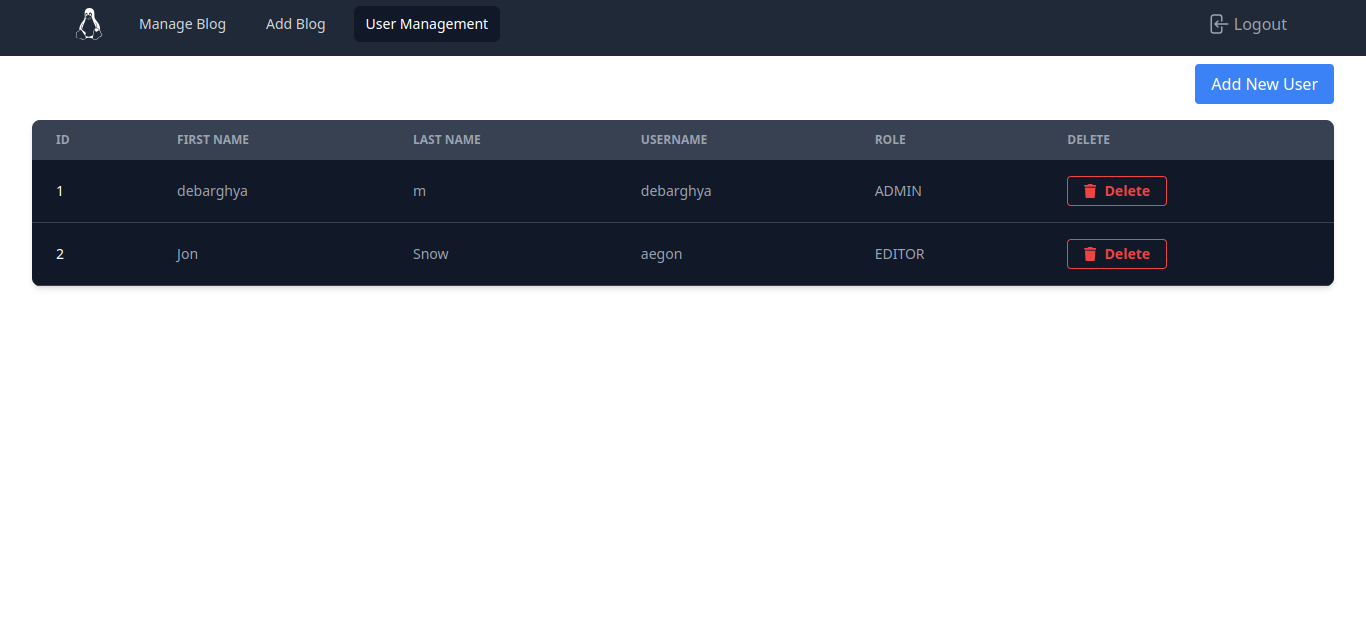 Manage Blog Add Blog User Management Logout
Add New User
ID FIRST NAME LAST NAME USERNAME ROLE DELETE
1 debarghya m debarghya ADMIN Delete
2 Jon Snow aegon EDITOR Delete